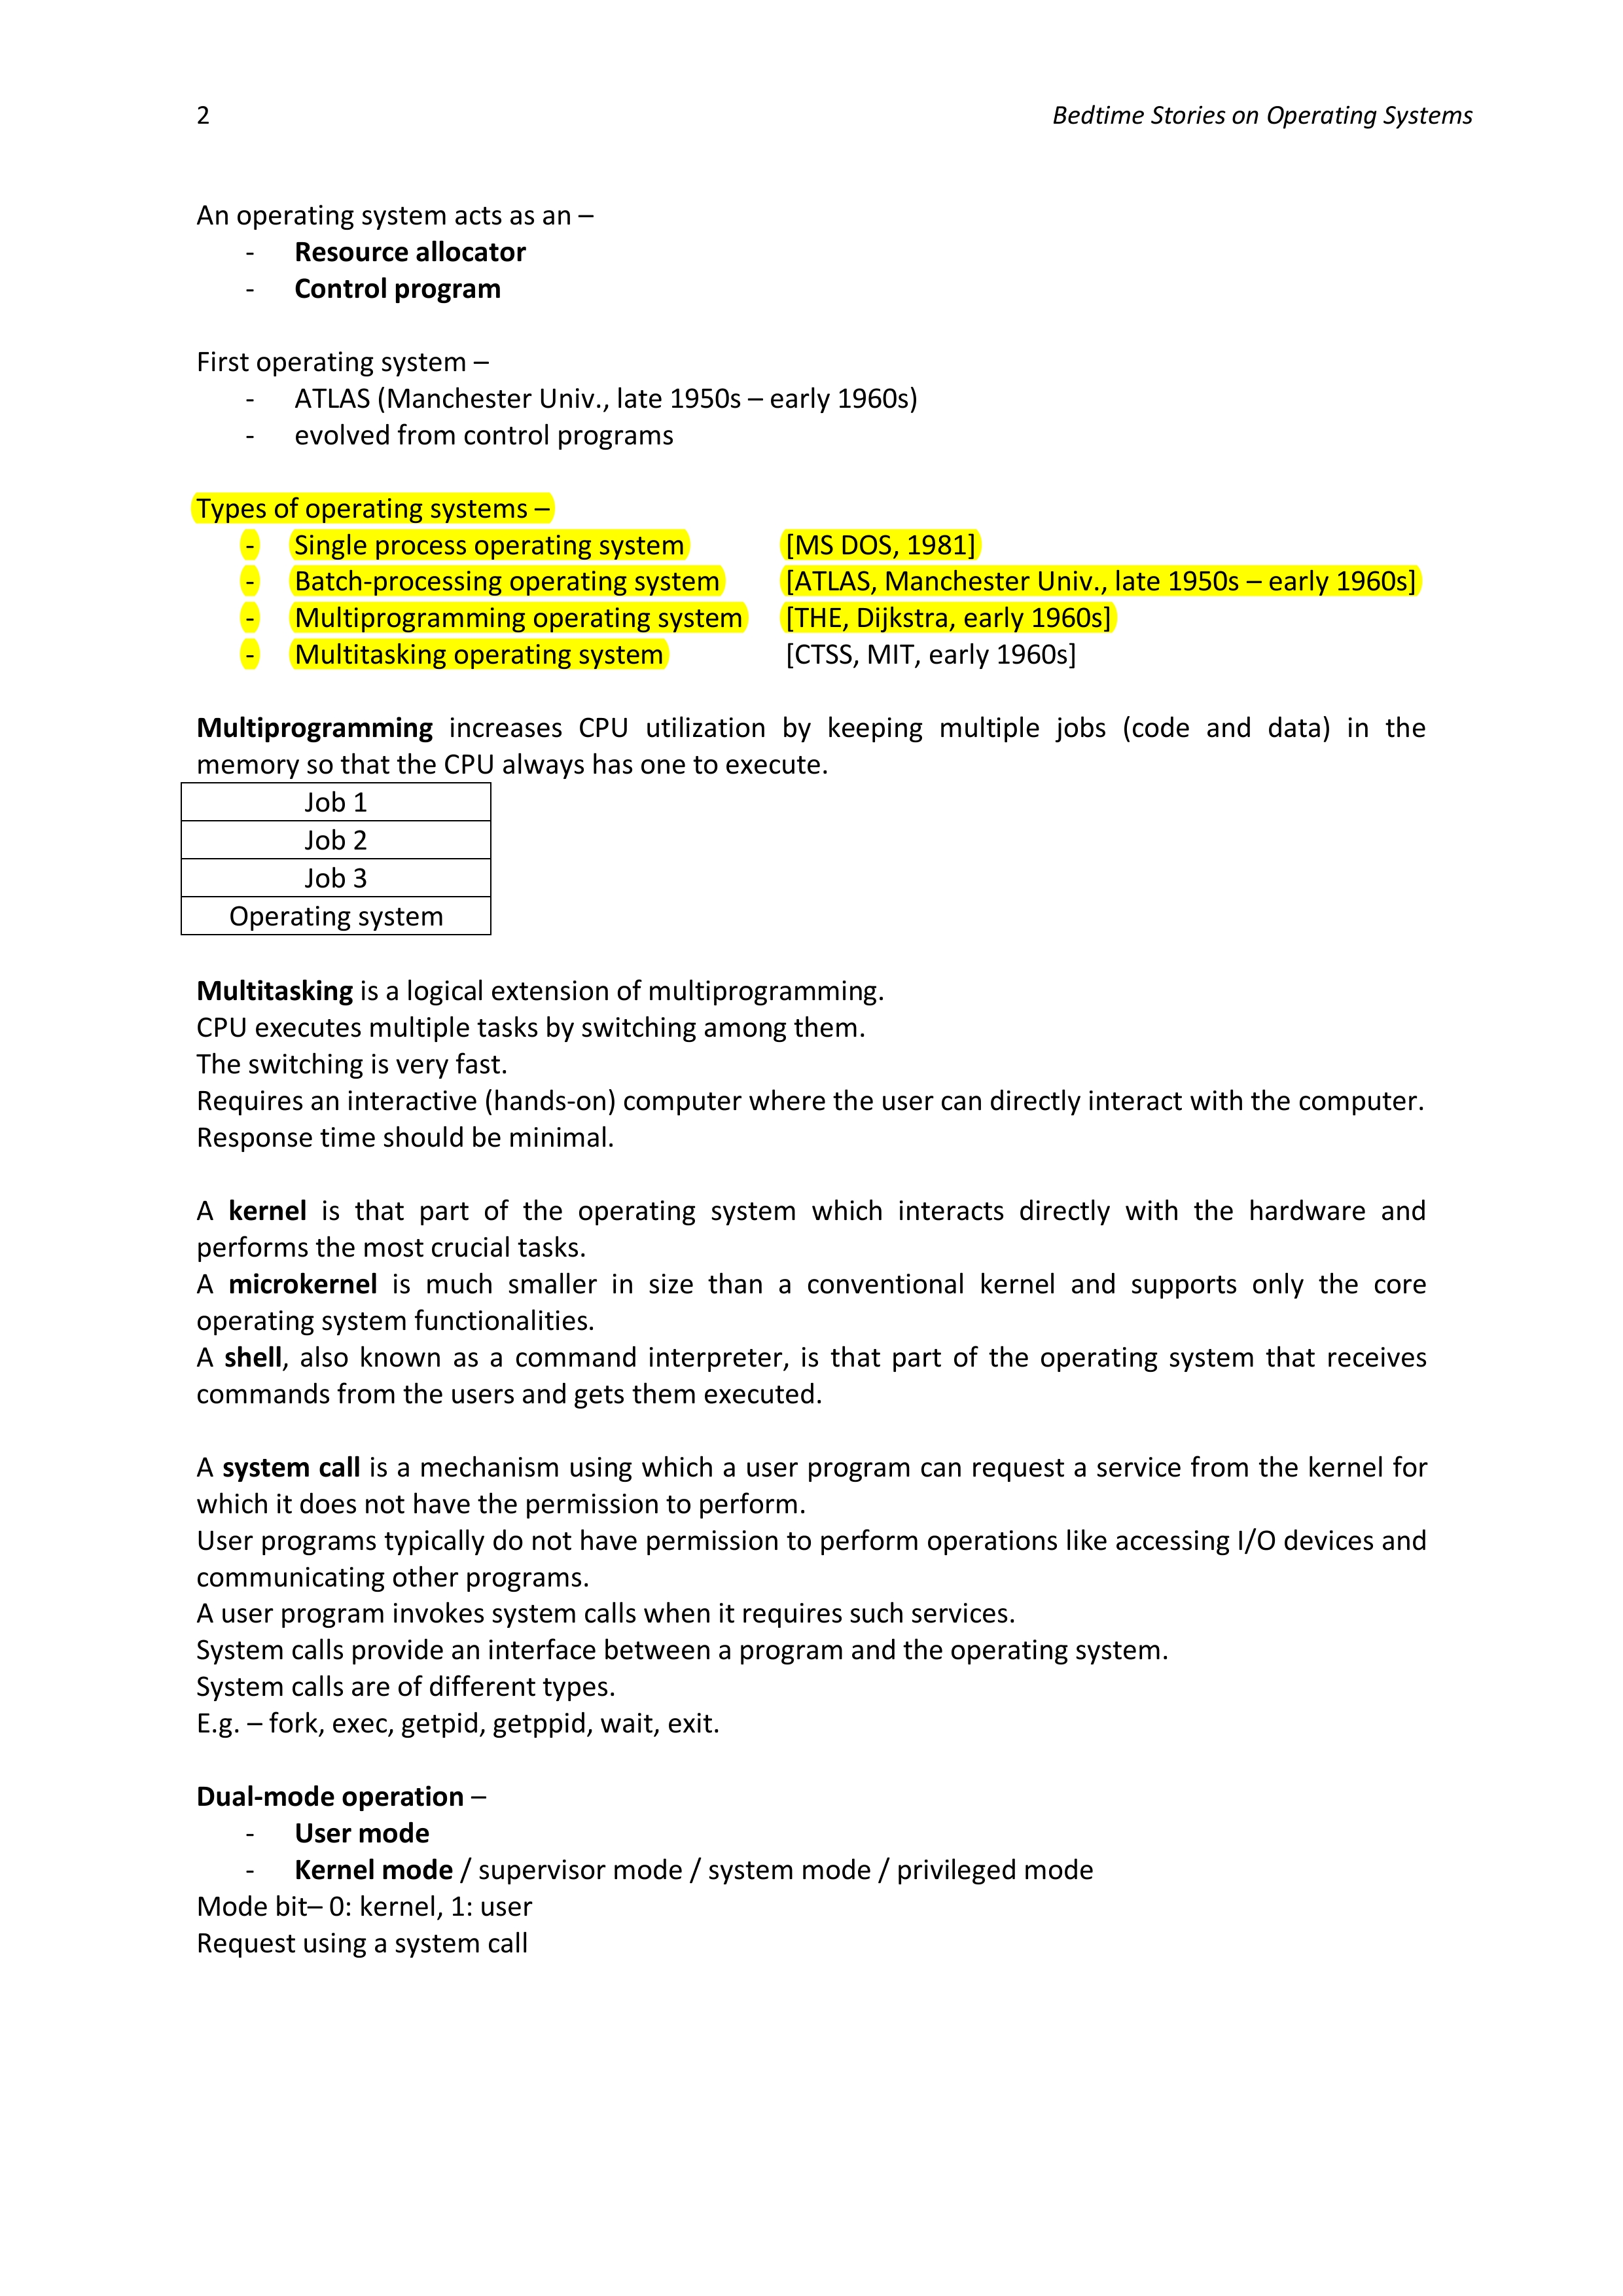 2 Bedtime Stories on Operating Systems
An operating system acts as an –
- Resource allocator
- Control program
First operating system –
- ATLAS (Manchester Univ., late 1950s – early 1960s)
- evolved from control programs
Types of operating systems –
- Single process operating system [MS DOS, 1981]
- Batch-processing operating system [ATLAS, Manchester Univ., late 1950s – early 1960s]
- Multiprogramming operating system [THE, Dijkstra, early 1960s]
- Multitasking operating system [CTSS, MIT, early 1960s]
Multiprogramming increases CPU utilization by keeping multiple jobs (code and data) in the
memory so that the CPU always has one to execute.
Job 1
Job 2
Job 3
Operating system
Multitasking is a logical extension of multiprogramming.
CPU executes multiple tasks by switching among them.
The switching is very fast.
Requires an interactive (hands-on) computer where the user can directly interact with the computer.
Response time should be minimal.
A kernel is that part of the operating system which interacts directly with the hardware and
performs the most crucial tasks.
A microkernel is much smaller in size than a conventional kernel and supports only the core
operating system functionalities.
A shell, also known as a command interpreter, is that part of the operating system that receives
commands from the users and gets them executed.
A system call is a mechanism using which a user program can request a service from the kernel for
which it does not have the permission to perform.
User programs typically do not have permission to perform operations like accessing I/O devices and
communicating other programs.
A user program invokes system calls when it requires such services.
System calls provide an interface between a program and the operating system.
System calls are of different types.
E.g. – fork, exec, getpid, getppid, wait, exit.
Dual-mode operation –
- User mode
- Kernel mode / supervisor mode / system mode / privileged mode
Mode bit– 0: kernel, 1: user
Request using a system call